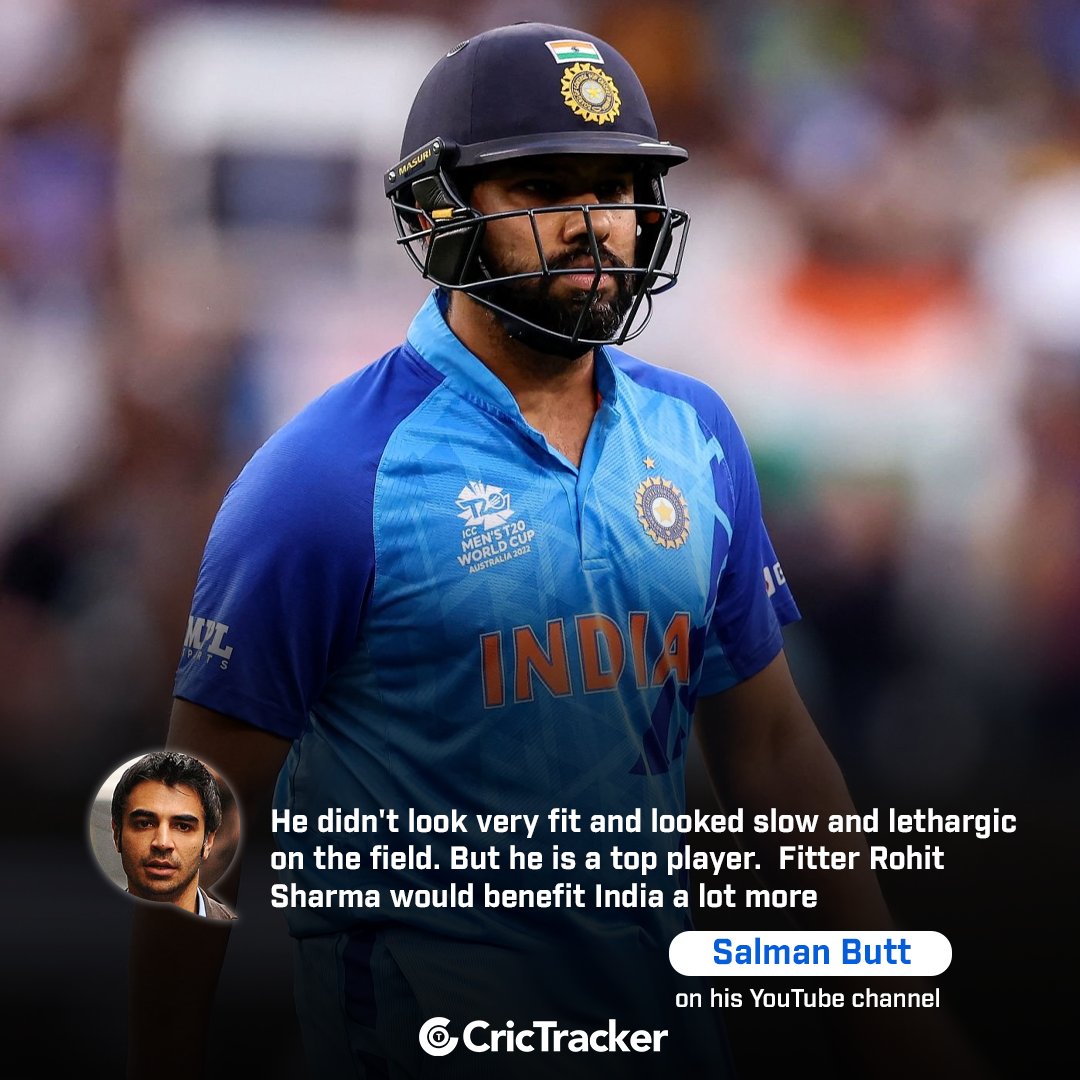 MASURI
ICC
MEN'S T20
WORLD CUP
AUSTRALIA 2022
INDIA
MPL
SPORTS
He didn't look very fit and looked slow and lethargic
on the field. But he is a top player.  Fitter Rohit
Sharma would benefit India a lot more
Salman Butt
on his YouTube channel
CricTracker